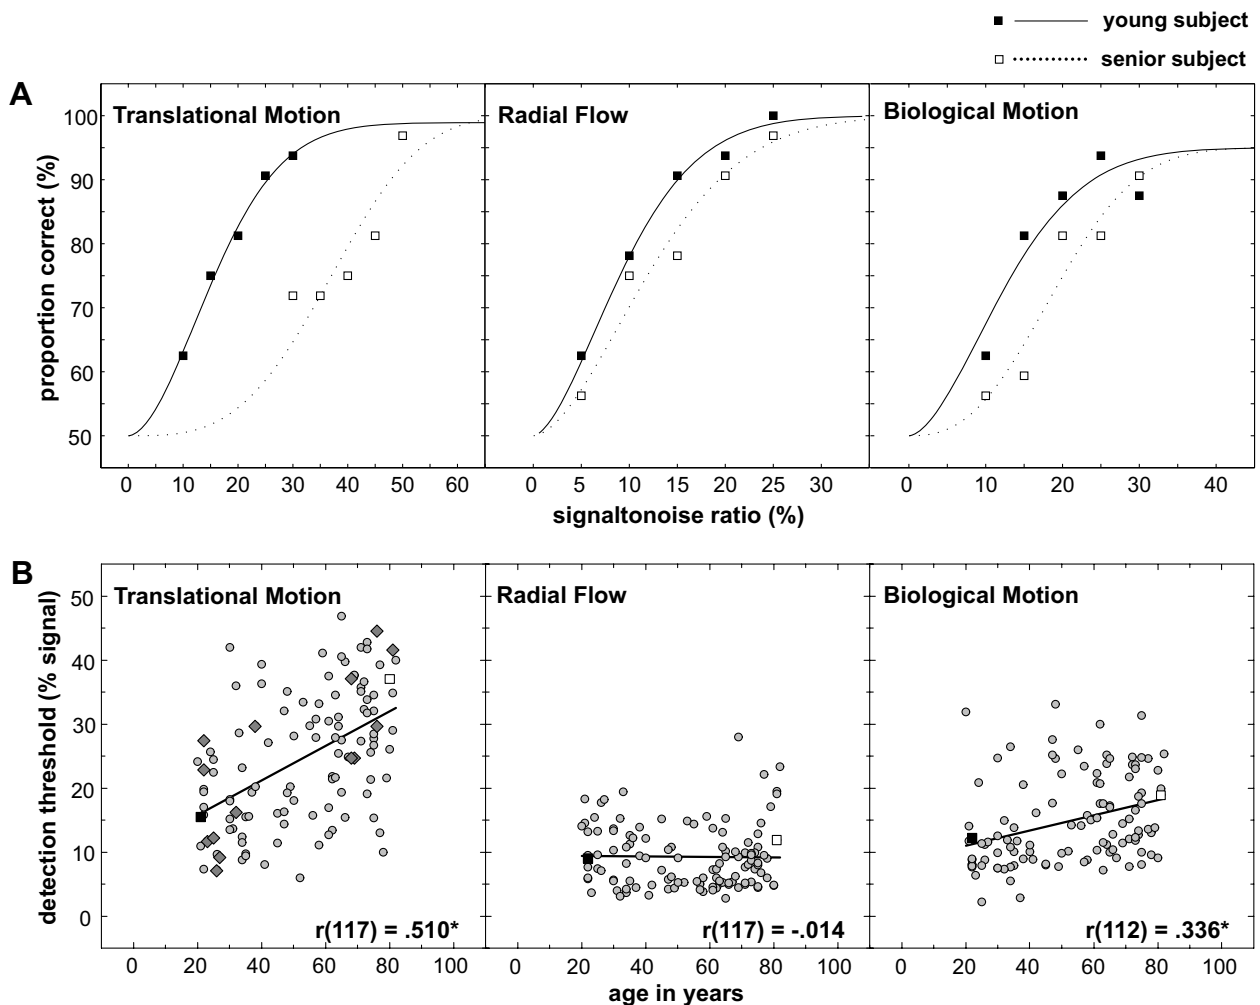 young subject
senior subject
A
Translational Motion
Radial Flow
Biological Motion
proportion correct (%)
100
90
80
70
60
50
0 10 20 30 40 50 60
0 5 10 15 20 25 30
0 10 20 30 40
signaltonoise ratio (%)
B
Translational Motion
Radial Flow
Biological Motion
detection threshold (% signal)
50
40
30
20
10
0
r(117) = .510*
r(117) = -.014
r(112) = .336*
0 20 40 60 80 100
0 20 40 60 80 100
0 20 40 60 80 100
age in years